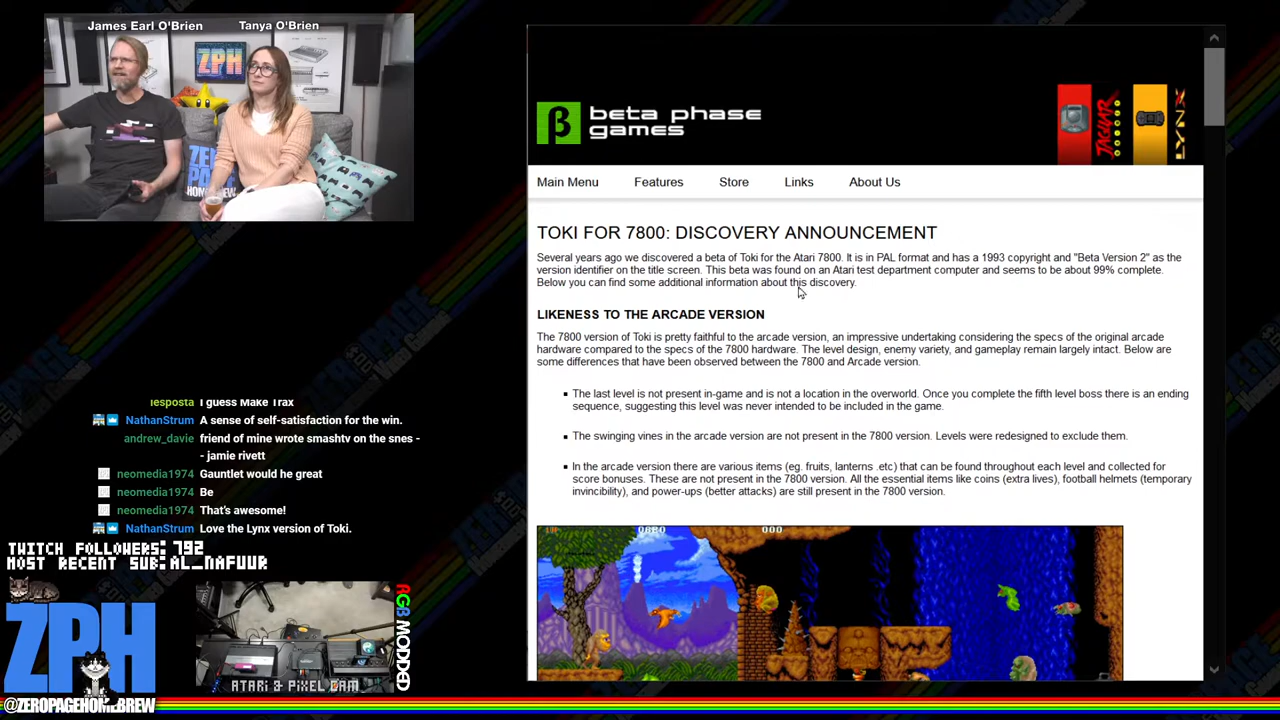 James Earl O'Brien
Tanya O'Brien
ZPH
ZERO
PAGE
HOMEBREW
iesposta I guess Make Trax
NathanStrum A sense of self-satisfaction for the win.
andrew_davie friend of mine wrote smashtv on the snes -
- jamie rivett
neomedia1974 Gauntlet would he great
neomedia1974 Be
neomedia1974 That's awesome!
NathanStrum Love the Lynx version of Toki.
TWITCH FOLLOWERS: 792
MOST RECENT SUB: AL_NAFUUR
ZPH
@ZEROPAGEHOMEBREW
ATARI & PIXEL CAM
RGB MODDED
β beta phase
games
JAGUAR
LYNX
Main Menu Features Store Links About Us
TOKI FOR 7800: DISCOVERY ANNOUNCEMENT
Several years ago we discovered a beta of Toki for the Atari 7800. It is in PAL format and has a 1993 copyright and "Beta Version 2" as the
version identifier on the title screen. This beta was found on an Atari test department computer and seems to be about 99% complete.
Below you can find some additional information about this discovery.
LIKENESS TO THE ARCADE VERSION
The 7800 version of Toki is pretty faithful to the arcade version, an impressive undertaking considering the specs of the original arcade
hardware compared to the specs of the 7800 hardware. The level design, enemy variety, and gameplay remain largely intact. Below are
some differences that have been observed between the 7800 and Arcade version.
The last level is not present in-game and is not a location in the overworld. Once you complete the fifth level boss there is an ending
sequence, suggesting this level was never intended to be included in the game.
The swinging vines in the arcade version are not present in the 7800 version. Levels were redesigned to exclude them.
In the arcade version there are various items (eg. fruits, lanterns .etc) that can be found throughout each level and collected for
score bonuses. These are not present in the 7800 version. All the essential items like coins (extra lives), football helmets (temporary
invincibility), and power-ups (better attacks) are still present in the 7800 version.
000